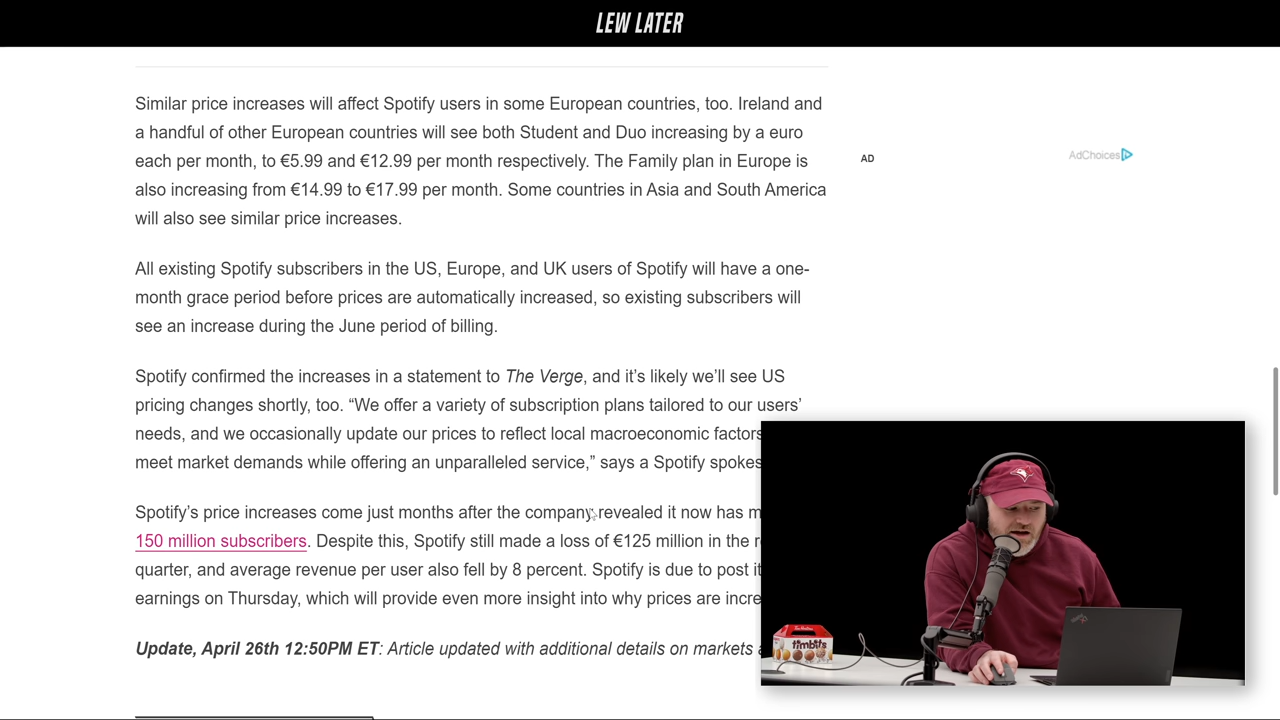 LEW LATER
Similar price increases will affect Spotify users in some European countries, too. Ireland and
a handful of other European countries will see both Student and Duo increasing by a euro
each per month, to €5.99 and €12.99 per month respectively. The Family plan in Europe is
also increasing from €14.99 to €17.99 per month. Some countries in Asia and South America
will also see similar price increases.
AD
AdChoices
All existing Spotify subscribers in the US, Europe, and UK users of Spotify will have a one-
month grace period before prices are automatically increased, so existing subscribers will
see an increase during the June period of billing.
Spotify confirmed the increases in a statement to The Verge, and it’s likely we’ll see US
pricing changes shortly, too. “We offer a variety of subscription plans tailored to our users’
needs, and we occasionally update our prices to reflect local macroeconomic factors
meet market demands while offering an unparalleled service,” says a Spotify spokes
Spotify’s price increases come just months after the company revealed it now has m
150 million subscribers. Despite this, Spotify still made a loss of €125 million in the r
quarter, and average revenue per user also fell by 8 percent. Spotify is due to post it
earnings on Thursday, which will provide even more insight into why prices are incre
Update, April 26th 12:50PM ET: Article updated with additional details on markets
timbits